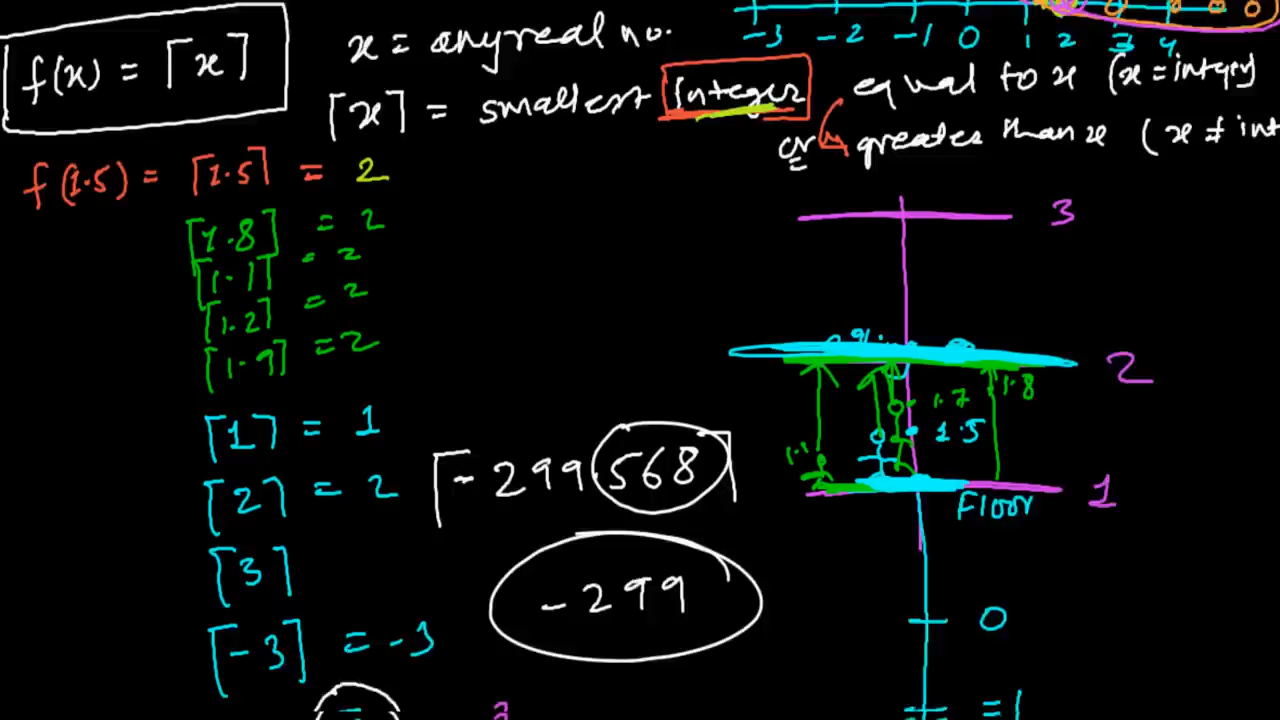 f(x) = ⌈x⌉
x = any real no.
⌈x⌉ = smallest Integer equal to x (x = integer)
or greater than x (x ≠ int
-3 -2 -1 0 1 2 3 4
f(1.5) = ⌈1.5⌉ = 2
⌈1.8⌉ = 2
⌈1.1⌉ = 2
⌈1.2⌉ = 2
⌈1.9⌉ = 2
⌈1⌉ = 1
⌈2⌉ = 2
⌈3⌉
⌈-3⌉ = -3
⌈-299 568⌉
-299
3
2
1.8
1.7
1.5
1.1
1
Floor
0